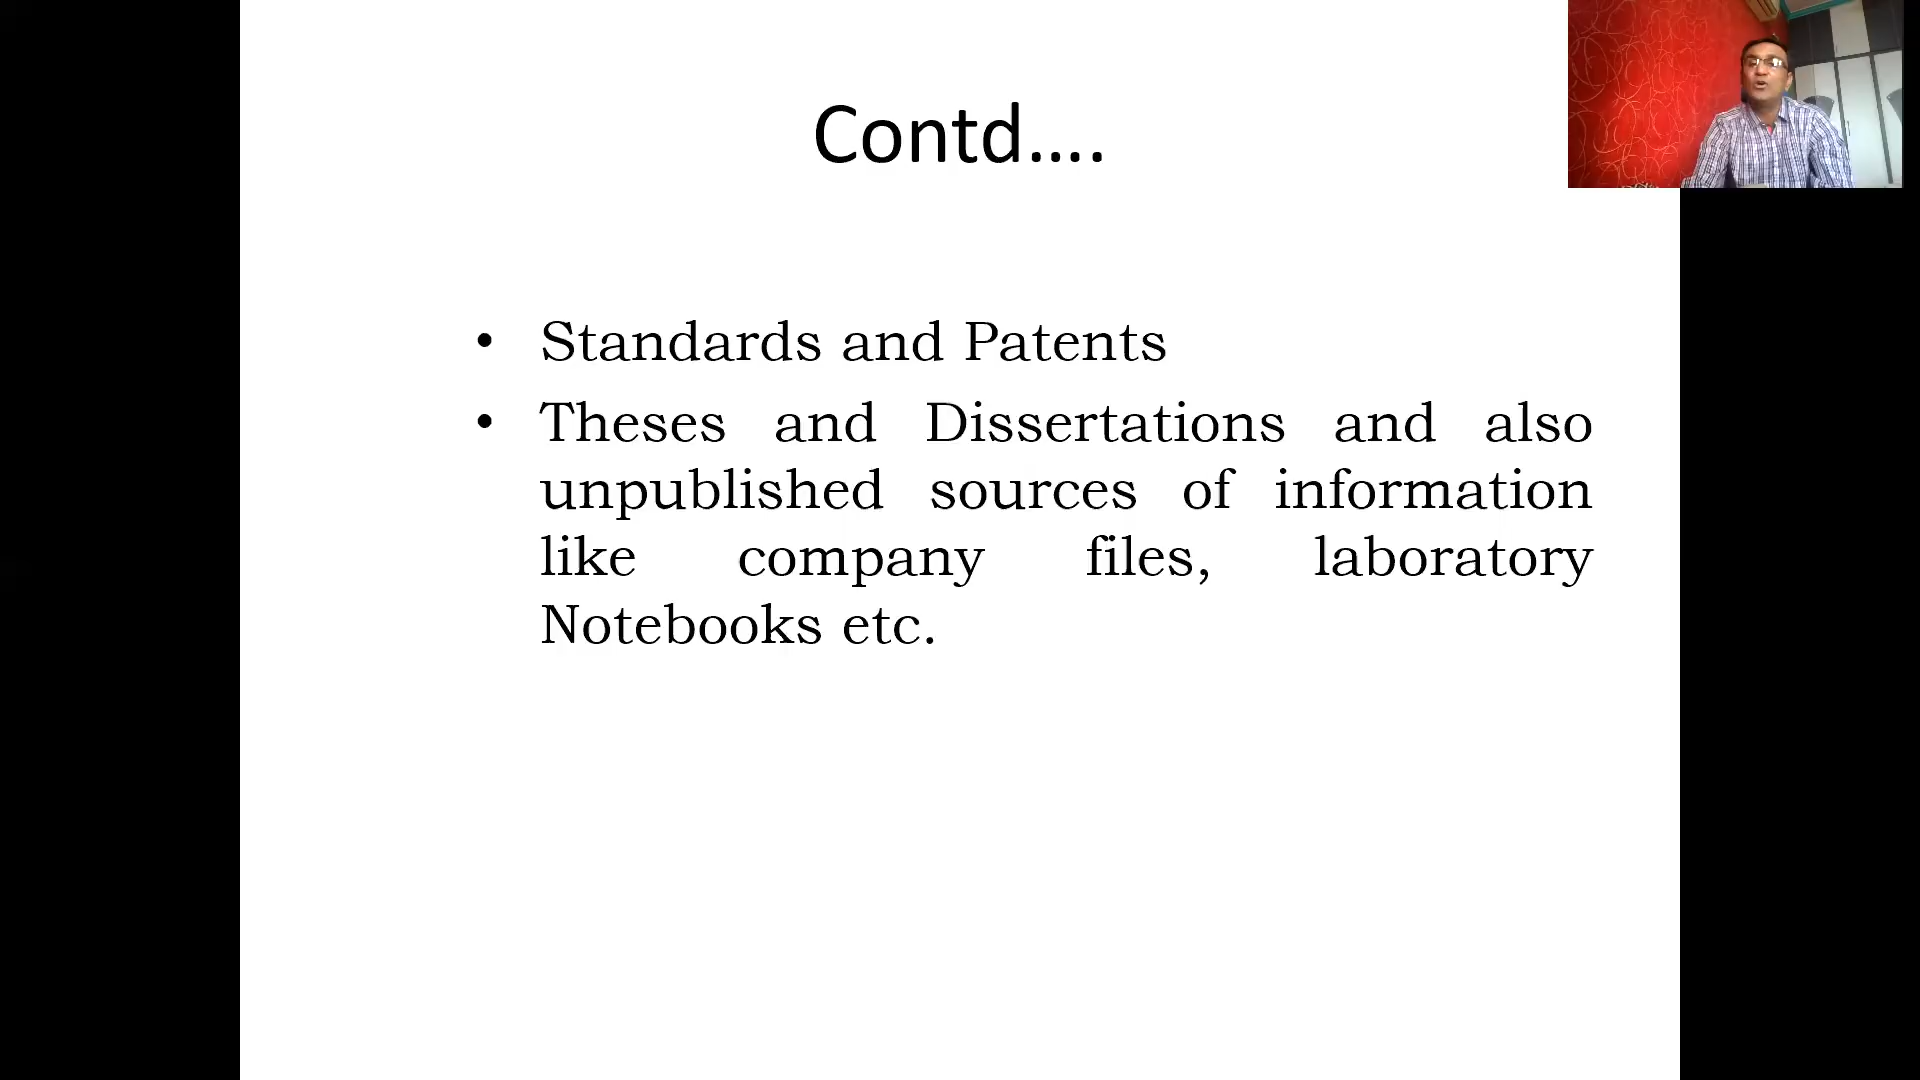 Contd....
• Standards and Patents
• Theses and Dissertations and also
unpublished sources of information
like company files, laboratory
Notebooks etc.